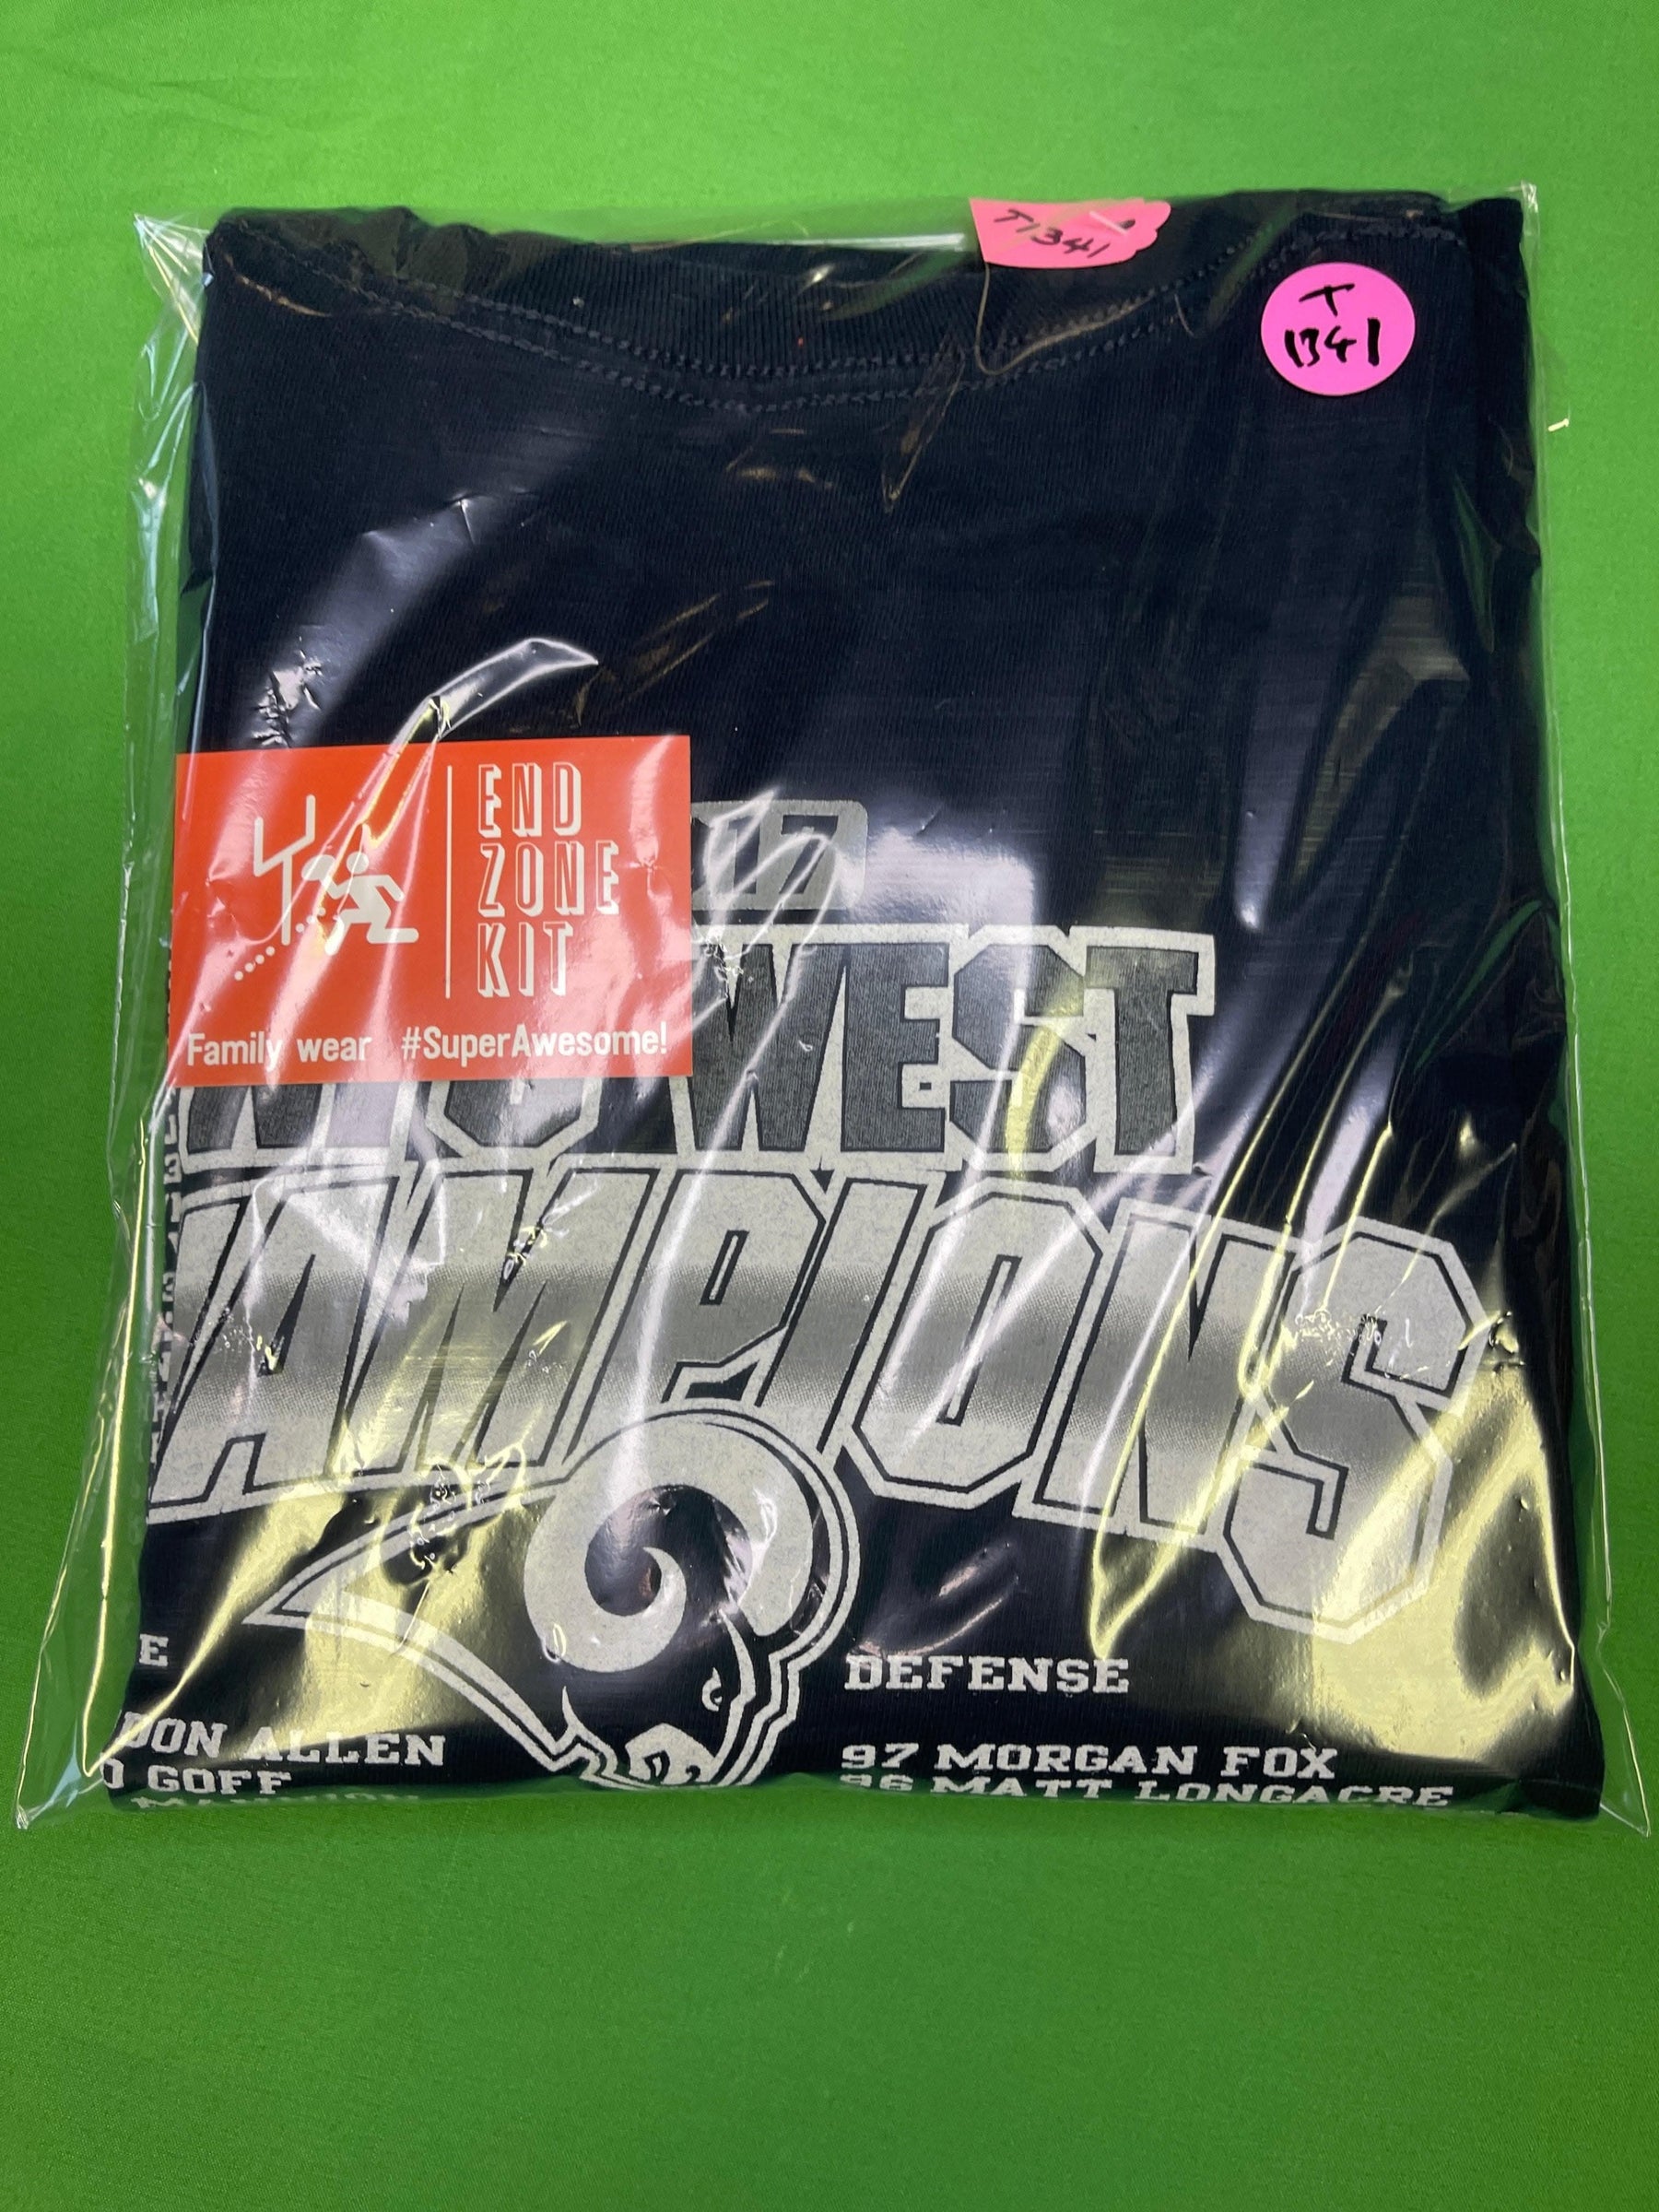 T1341
T
1341
END
ZONE
KIT
Family wear #SuperAwesome!
17
WEST
AMPIONS
E
DEFENSE
DON ALLEN
GOFF
97 MORGAN FOX
96 MATT LONGACRE